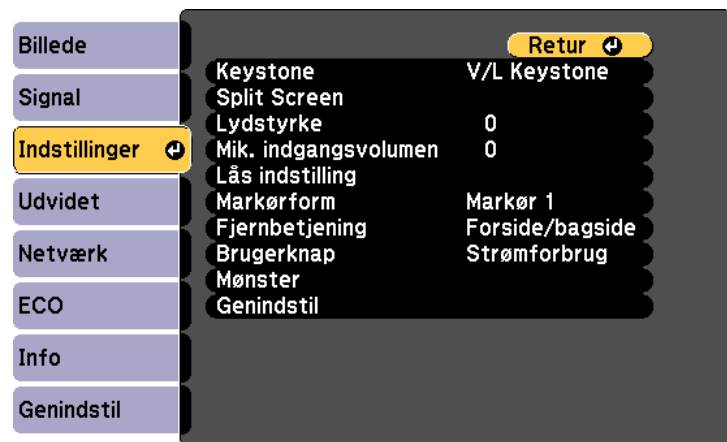 Billede
Signal
Indstillinger
Udvidet
Netværk
ECO
Info
Genindstil
Retur
Keystone V/L Keystone
Split Screen
Lydstyrke 0
Mik. indgangsvolumen 0
Lås indstilling
Markørform Markør 1
Fjernbetjening Forside/bagside
Brugerknap Strømforbrug
Mønster
Genindstil